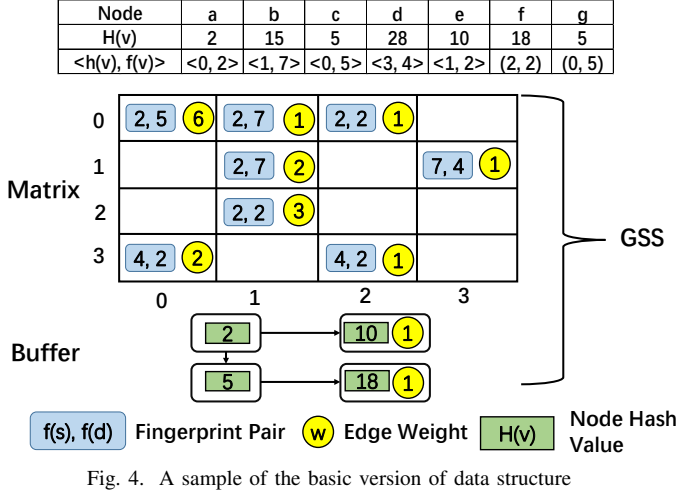 Node a b c d e f g
H(v) 2 15 5 28 10 18 5
<h(v), f(v)> <0, 2> <1, 7> <0, 5> <3, 4> <1, 2> (2, 2) (0, 5)
0 2, 5 6 2, 7 1 2, 2 1
1 2, 7 2 7, 4 1
Matrix
2 2, 2 3
GSS
3 4, 2 2 4, 2 1
0 1 2 3
2 10 1
Buffer
5 18 1
f(s), f(d) Fingerprint Pair w Edge Weight H(v) Node Hash
Value
Fig. 4. A sample of the basic version of data structure